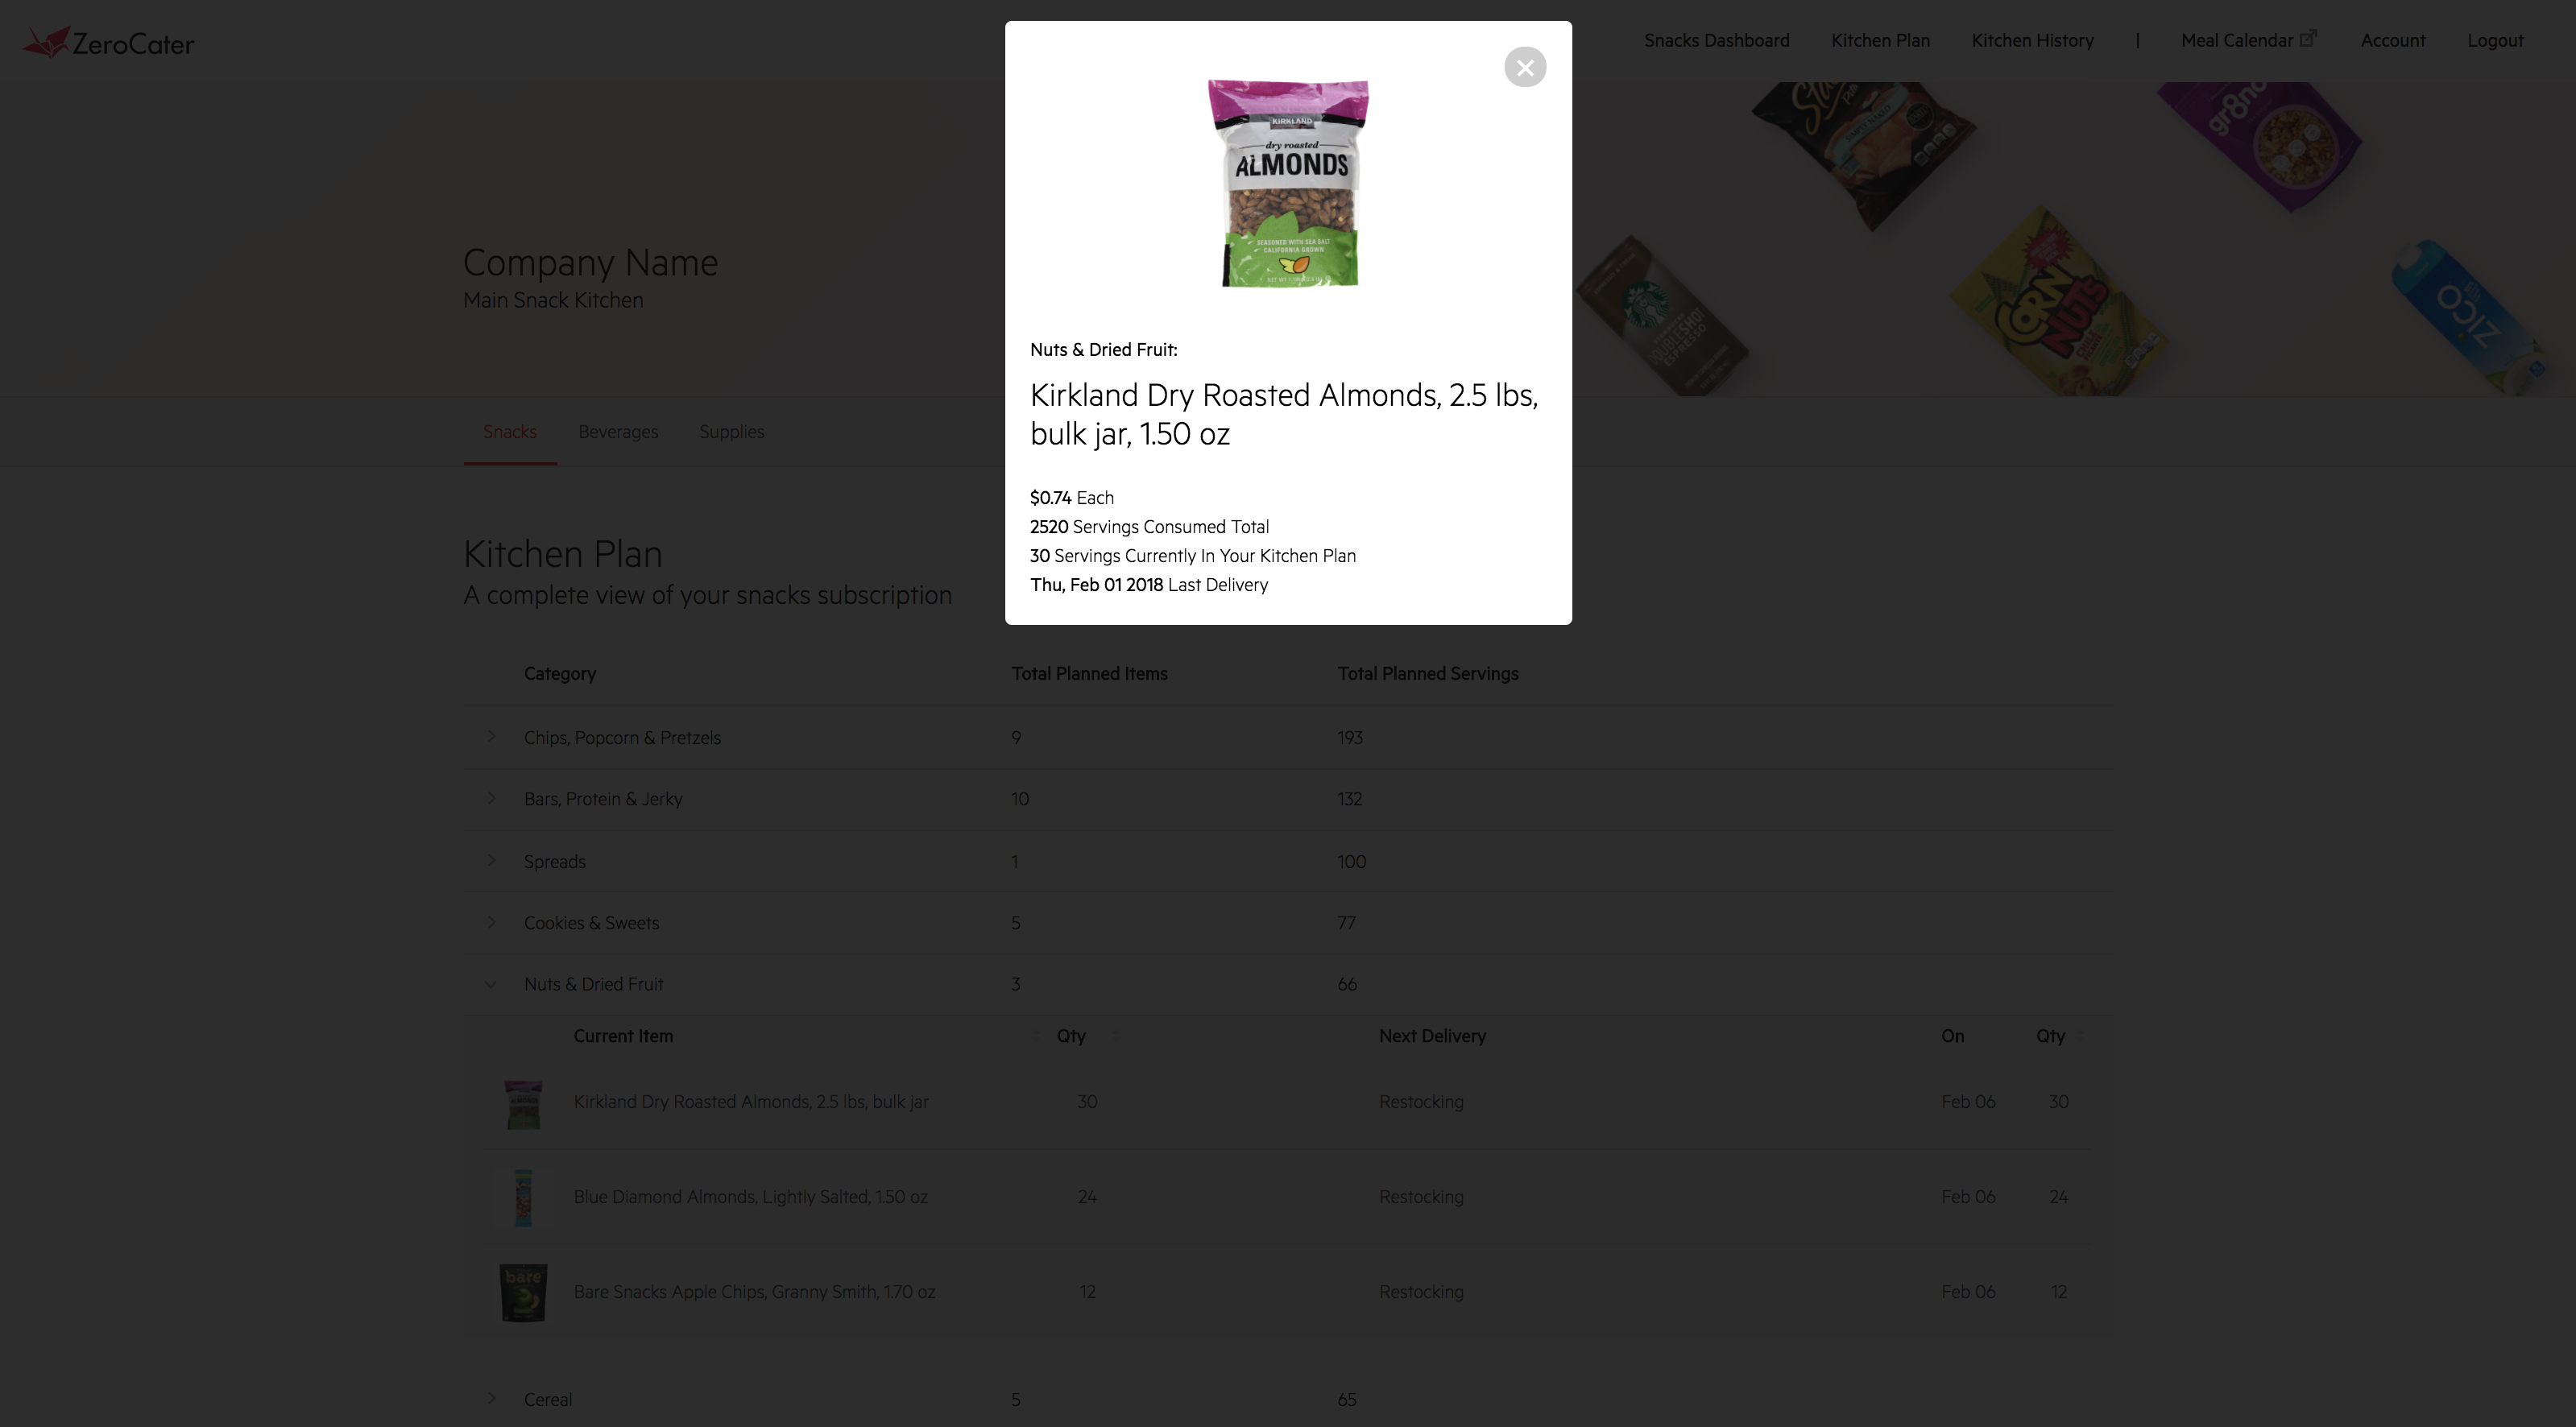 ZeroCater
Snacks Dashboard Kitchen Plan Kitchen History | Meal Calendar Account Logout
KIRKLAND
dry roasted
ALMONDS
SEASONED WITH SEA SALT
CALIFORNIA GROWN
gr8no
CORN
NUTS
ZICO
DOUBLESHOT
ESPRESSO
Company Name
Main Snack Kitchen
Nuts & Dried Fruit:
Kirkland Dry Roasted Almonds, 2.5 lbs,
bulk jar, 1.50 oz
$0.74 Each
2520 Servings Consumed Total
30 Servings Currently In Your Kitchen Plan
Thu, Feb 01 2018 Last Delivery
Snacks Beverages Supplies
Kitchen Plan
A complete view of your snacks subscription
Category Total Planned Items Total Planned Servings
Chips, Popcorn & Pretzels 9 193
Bars, Protein & Jerky 10 132
Spreads 1 100
Cookies & Sweets 5 77
Nuts & Dried Fruit 3 66
Current Item Qty Next Delivery On Qty
Kirkland Dry Roasted Almonds, 2.5 lbs, bulk jar 30 Restocking Feb 06 30
Blue Diamond Almonds, Lightly Salted, 1.50 oz 24 Restocking Feb 06 24
bare
Bare Snacks Apple Chips, Granny Smith, 1.70 oz 12 Restocking Feb 06 12
Cereal 5 65